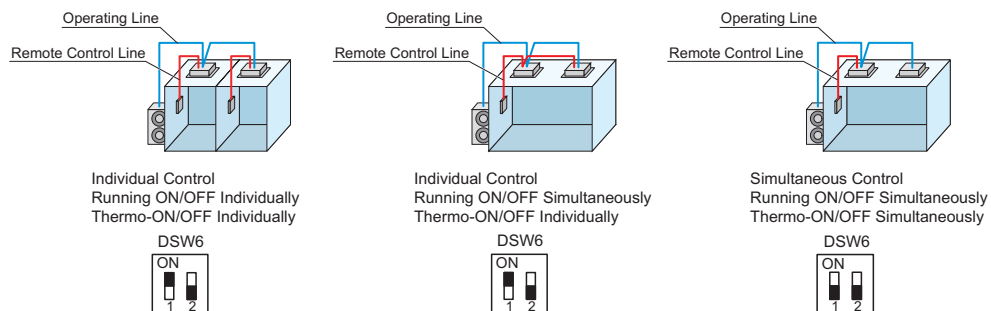 Operating Line
Remote Control Line
Individual Control
Running ON/OFF Individually
Thermo-ON/OFF Individually
DSW6
ON
1 2
Operating Line
Remote Control Line
Individual Control
Running ON/OFF Simultaneously
Thermo-ON/OFF Individually
DSW6
ON
1 2
Operating Line
Remote Control Line
Simultaneous Control
Running ON/OFF Simultaneously
Thermo-ON/OFF Simultaneously
DSW6
ON
1 2